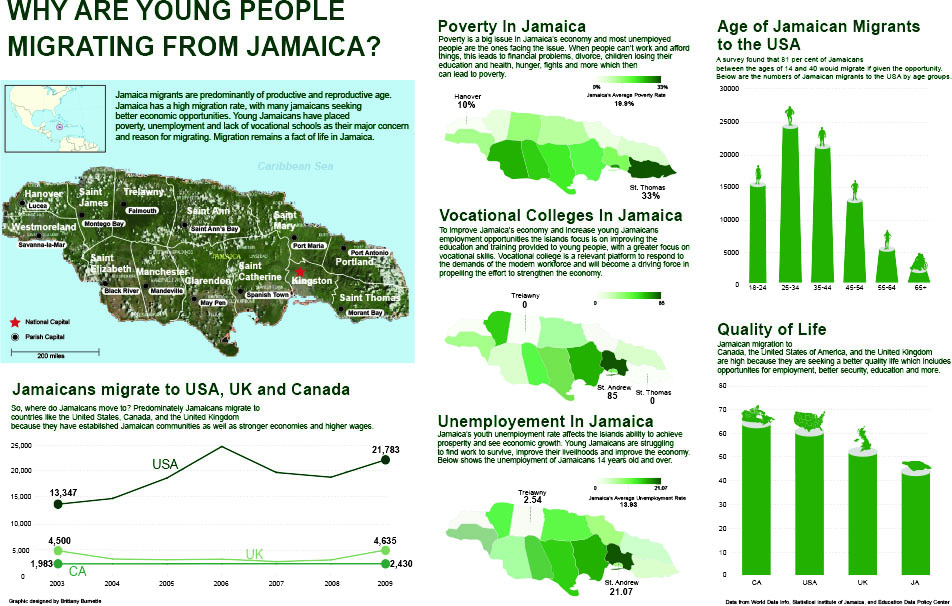 WHY ARE YOUNG PEOPLE
MIGRATING FROM JAMAICA?
Jamaica migrants are predominantly of productive and reproductive age.
Jamaica has a high migration rate, with many jamaicans seeking
better economic opportunities. Young Jamaicans have placed
poverty, unemployment and lack of vocational schools as their major concern
and reason for migrating. Migration remains a fact of life in Jamaica.
Caribbean Sea
Hanover
Lucea
Saint
James
Montego Bay
Trelawny
Falmouth
Saint Ann
Saint Ann's Bay
Saint
Mary
Port Maria
Westmoreland
Savanna-la-Mar
Port Antonio
Portland
Saint
Elizabeth
Black River
Manchester
Mandeville
JAMAICA
Clarendon
May Pen
Saint
Catherine
Spanish Town
Kingston
Saint Thomas
Morant Bay
National Capital
Parish Capital
200 miles
Jamaicans migrate to USA, UK and Canada
So, where do Jamaicans move to? Predominately Jamaicans migrate to
countries like the United States, Canada, and the United Kingdom
because they have established Jamaican communities as well as stronger economies and higher wages.
25,000
20,000
15,000
10,000
5,000
0
USA
13,347
21,783
4,500
UK
4,635
1,983
CA
2,430
2003
2004
2005
2006
2007
2008
2009
Graphic designed by Brittany Burnette
Poverty In Jamaica
Poverty is a big issue in Jamaica's economy and most unemployed
people are the ones facing the issue. When people can't work and afford
things, this leads to financial problems, divorce, children losing their
education and health, hunger, fights and more which then
can lead to poverty.
0%
33%
Jamaica's Average Poverty Rate
19.9%
Hanover
10%
St. Thomas
33%
Vocational Colleges In Jamaica
To improve Jamaica's economy and increase young Jamaicans
employment opportunities the islands focus is on improving the
education and training provided to young people, with a greater focus on
vocational skills. Vocational college is a relevant platform to respond to
the demands of the modern workforce and will become a driving force in
propelling the effort to strengthen the economy.
0
85
Trelawny
0
St. Andrew
85
St. Thomas
0
Unemployement In Jamaica
Jamaica's youth unemployment rate affects the islands ability to achieve
prosperity and see economic growth. Young Jamaicans are struggling
to find work to survive, improve their livelihoods and improve the economy.
Below shows the unemployment of Jamaicans 14 years old and over.
0
21.07
Jamaica's Average Unemployment Rate
13.93
Trelawny
2.54
St. Andrew
21.07
Age of Jamaican Migrants
to the USA
A survey found that 81 per cent of Jamaicans
between the ages of 14 and 40 would migrate if given the opportunity.
Below are the numbers of Jamaican migrants to the USA by age groups.
30000
25000
20000
15000
10000
5000
0
18-24
25-34
35-44
45-54
55-64
65+
Quality of Life
Jamaican migration to
Canada, the United States of America, and the United Kingdom
are high because they are seeking a better quality life which includes
opportunites for employment, better security, education and more.
80
70
60
50
40
30
20
10
0
CA
USA
UK
JA
Data from World Data Info, Statistical Institute of Jamaica, and Education Data Policy Center